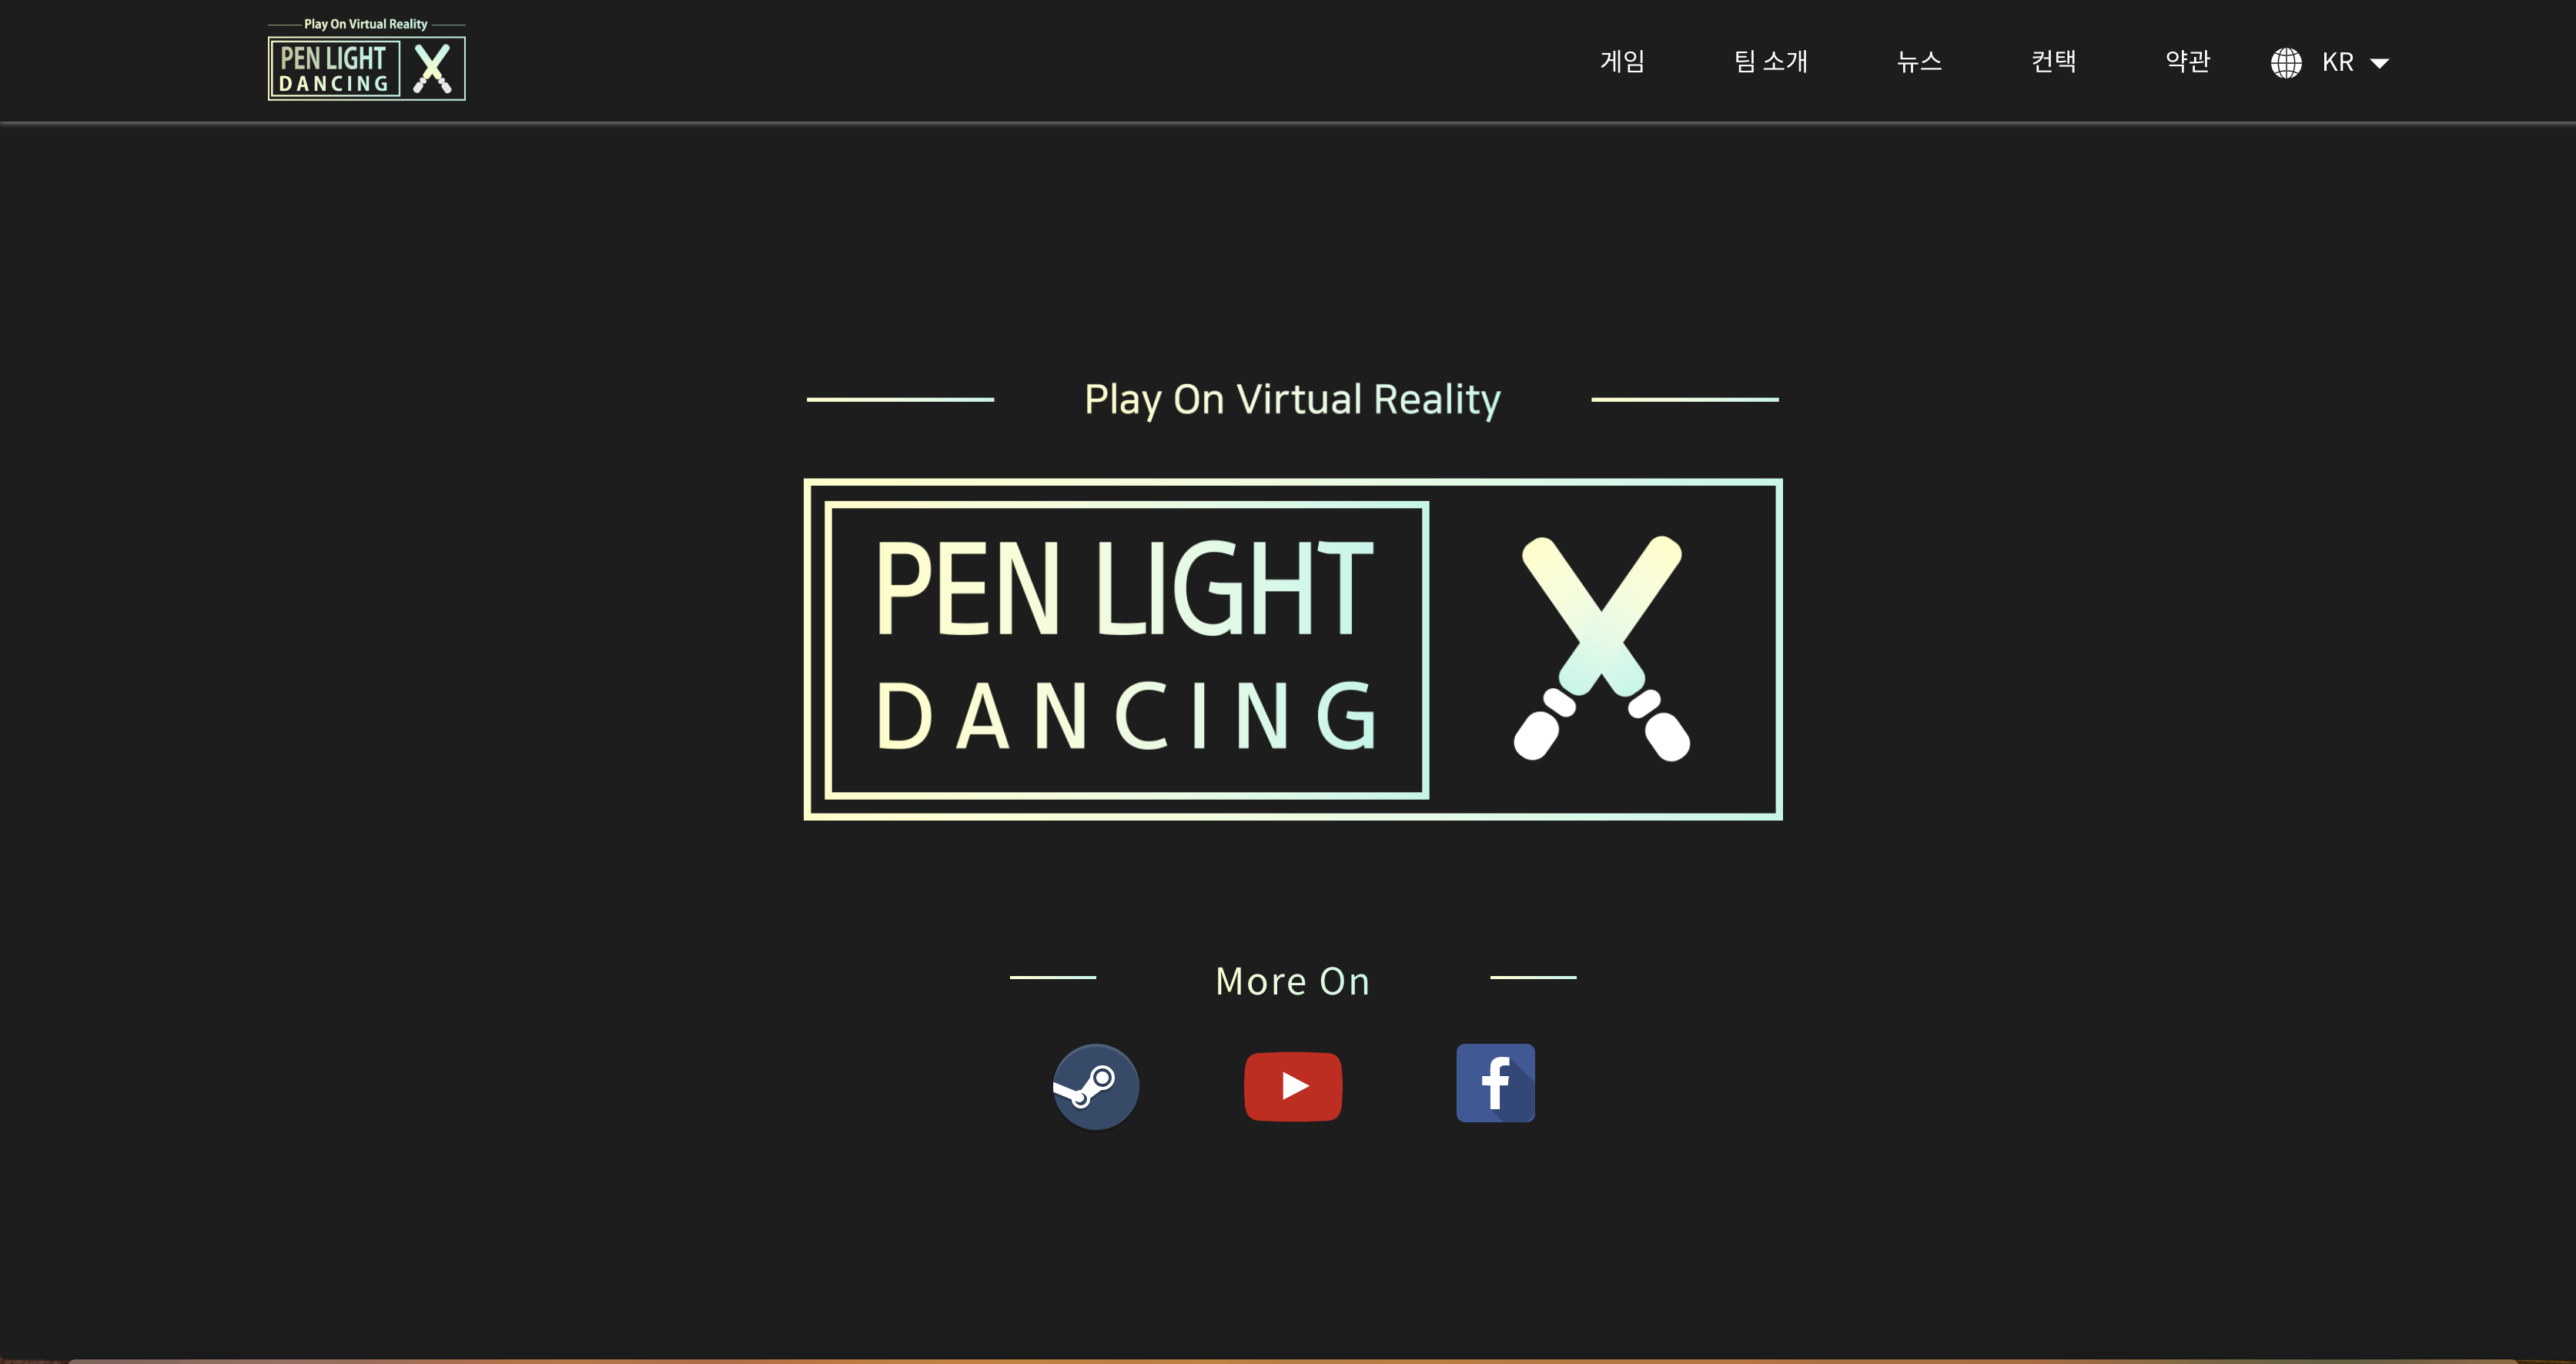 Play On Virtual Reality
PEN LIGHT
DANCING
게임 팀 소개 뉴스 컨택 약관 KR
Play On Virtual Reality
PEN LIGHT
DANCING
More On